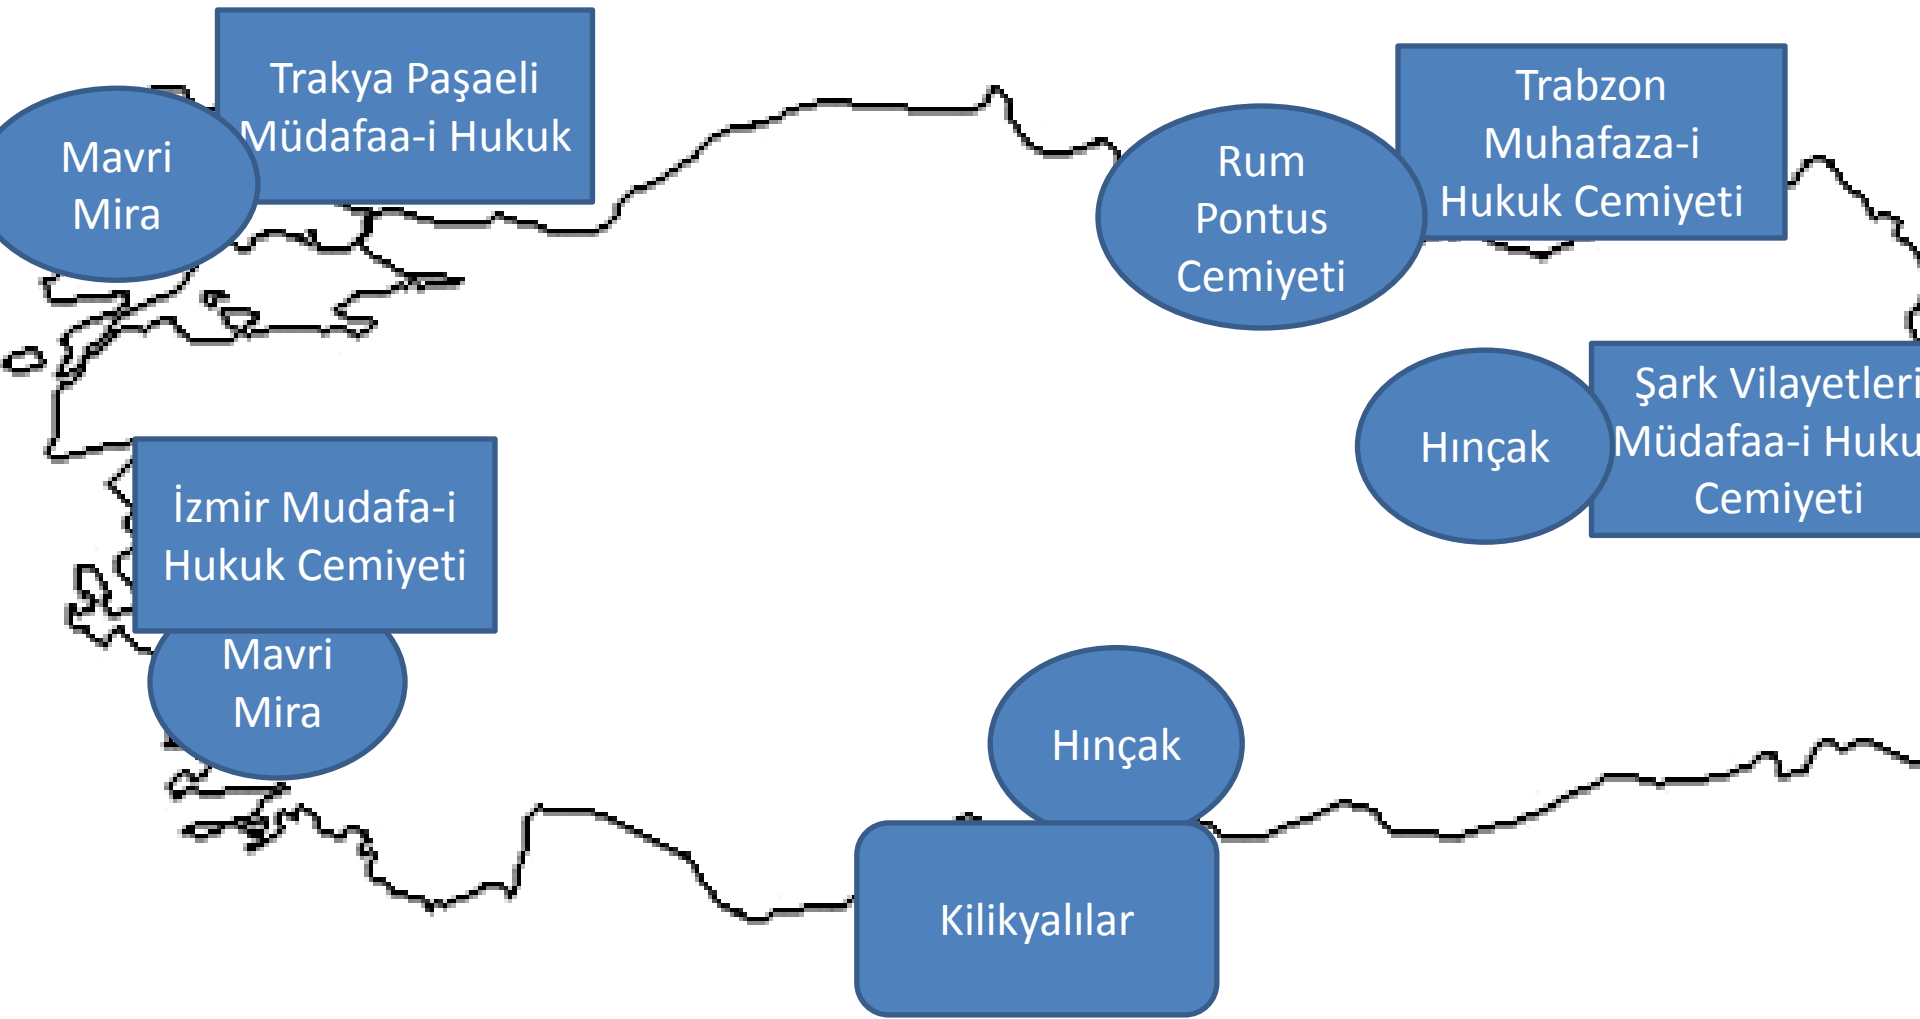 Trakya Paşaeli
Müdafaa-i Hukuk
Mavri
Mira
Trabzon
Muhafaza-i
Hukuk Cemiyeti
Rum
Pontus
Cemiyeti
Hınçak
Şark Vilayetleri
Müdafaa-i Huku
Cemiyeti
İzmir Mudafa-i
Hukuk Cemiyeti
Mavri
Mira
Hınçak
Kilikyalılar